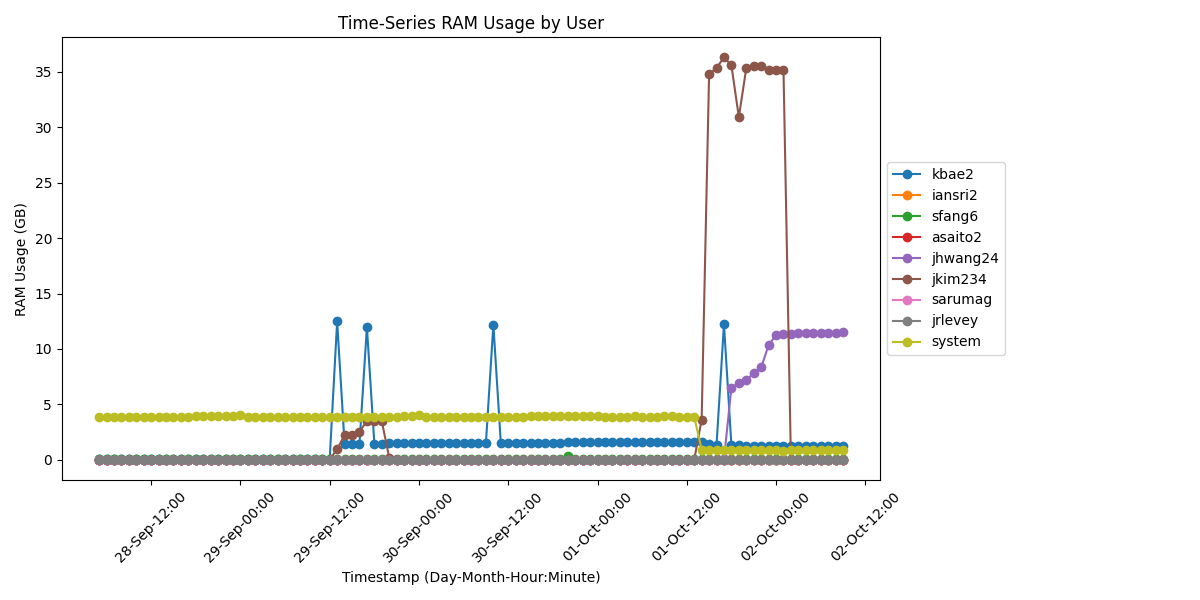 Time-Series RAM Usage by User
RAM Usage (GB)
35
30
25
20
15
10
5
0
28-Sep-12:00
29-Sep-00:00
29-Sep-12:00
30-Sep-00:00
30-Sep-12:00
01-Oct-00:00
01-Oct-12:00
02-Oct-00:00
02-Oct-12:00
Timestamp (Day-Month-Hour:Minute)
kbae2
iansri2
sfang6
asaito2
jhwang24
jkim234
sarumag
jrlevey
system